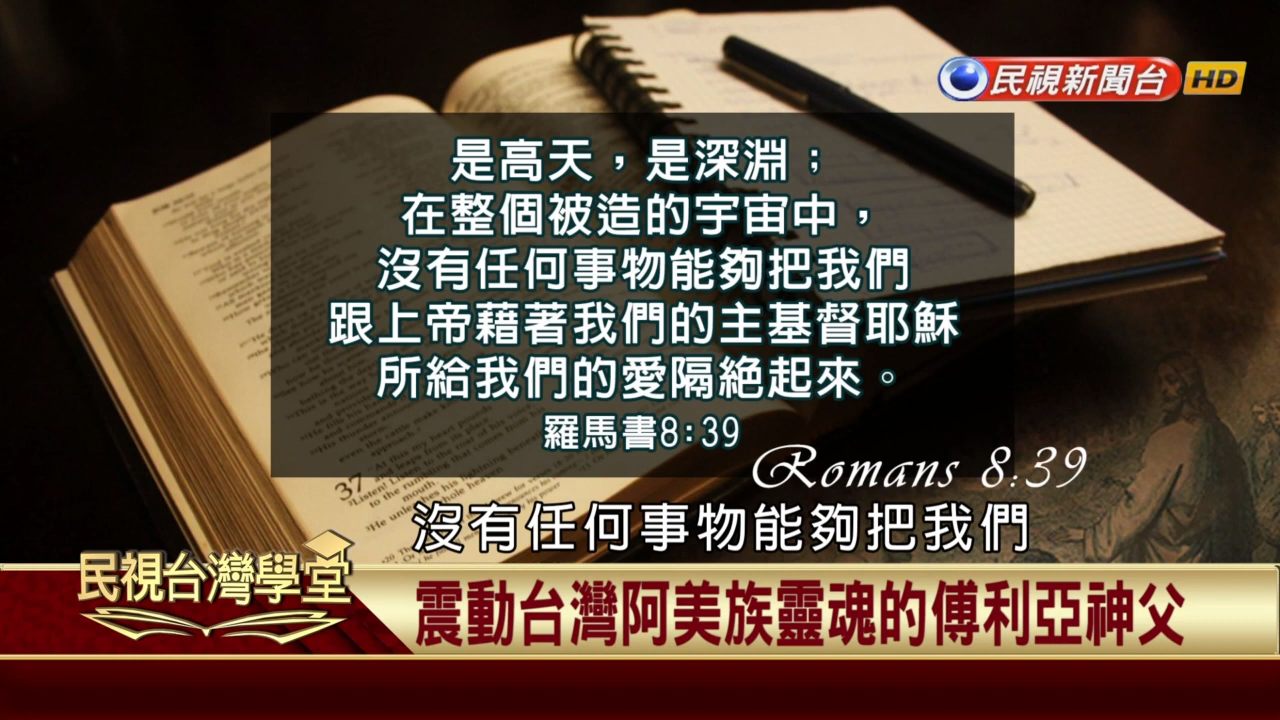 民視新聞台 HD
是高天，是深淵；
在整個被造的宇宙中，
沒有任何事物能夠把我們
跟上帝藉著我們的主基督耶穌
所給我們的愛隔絕起來。
羅馬書8:39
Romans 8:39
沒有任何事物能夠把我們
民視台灣學堂
震動台灣阿美族靈魂的傅利亞神父
37